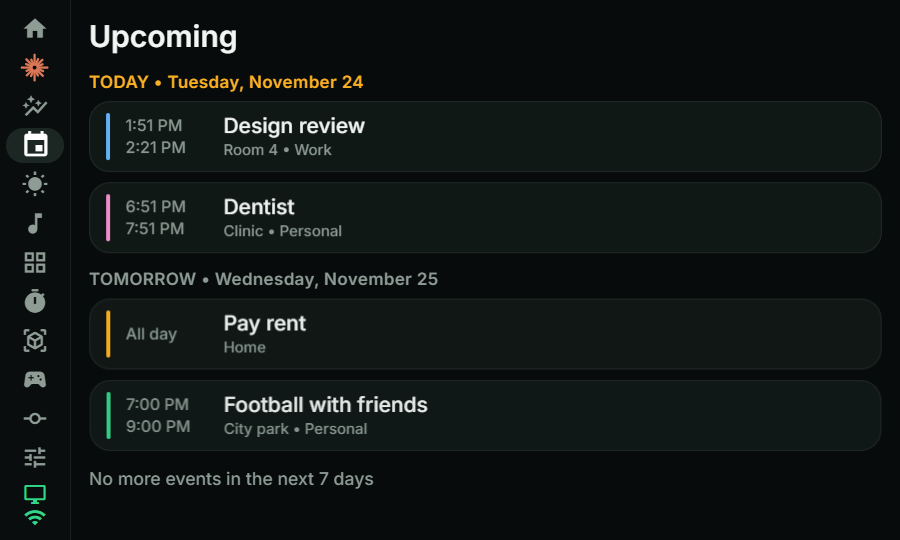 Upcoming
TODAY • Tuesday, November 24
1:51 PM
2:21 PM
Design review
Room 4 • Work
6:51 PM
7:51 PM
Dentist
Clinic • Personal
TOMORROW • Wednesday, November 25
All day
Pay rent
Home
7:00 PM
9:00 PM
Football with friends
City park • Personal
No more events in the next 7 days